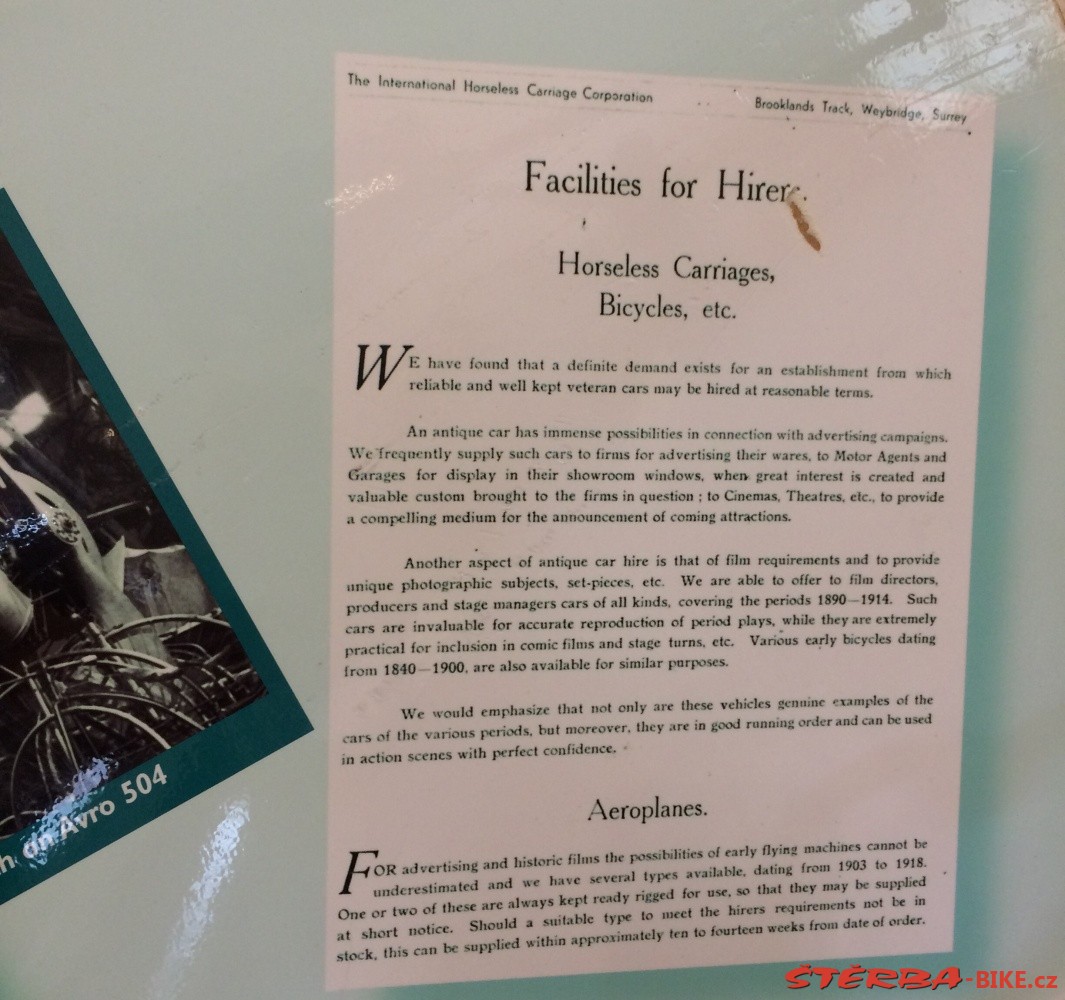 The International Horseless Carriage Corporation Brooklands Track, Weybridge, Surrey
Facilities for Hirers.
Horseless Carriages,
Bicycles, etc.
WE have found that a definite demand exists for an establishment from which
reliable and well kept veteran cars may be hired at reasonable terms.
An antique car has immense possibilities in connection with advertising campaigns.
We frequently supply such cars to firms for advertising their wares, to Motor Agents and
Garages for display in their showroom windows, when great interest is created and
valuable custom brought to the firms in question ; to Cinemas, Theatres, etc., to provide
a compelling medium for the announcement of coming attractions.
Another aspect of antique car hire is that of film requirements and to provide
unique photographic subjects, set-pieces, etc. We are able to offer to film directors,
producers and stage managers cars of all kinds, covering the periods 1890—1914. Such
cars are invaluable for accurate reproduction of period plays, while they are extremely
practical for inclusion in comic films and stage turns, etc. Various early bicycles dating
from 1840—1900, are also available for similar purposes.
We would emphasize that not only are these vehicles genuine examples of the
cars of the various periods, but moreover, they are in good running order and can be used
in action scenes with perfect confidence.
Aeroplanes.
FOR advertising and historic films the possibilities of early flying machines cannot be
underestimated and we have several types available, dating from 1903 to 1918.
One or two of these are always kept ready rigged for use, so that they may be supplied
at short notice. Should a suitable type to meet the hirers requirements not be in
stock, this can be supplied within approximately ten to fourteen weeks from date of order.
an Avro 504
ŠTĚRBA-BIKE.cz